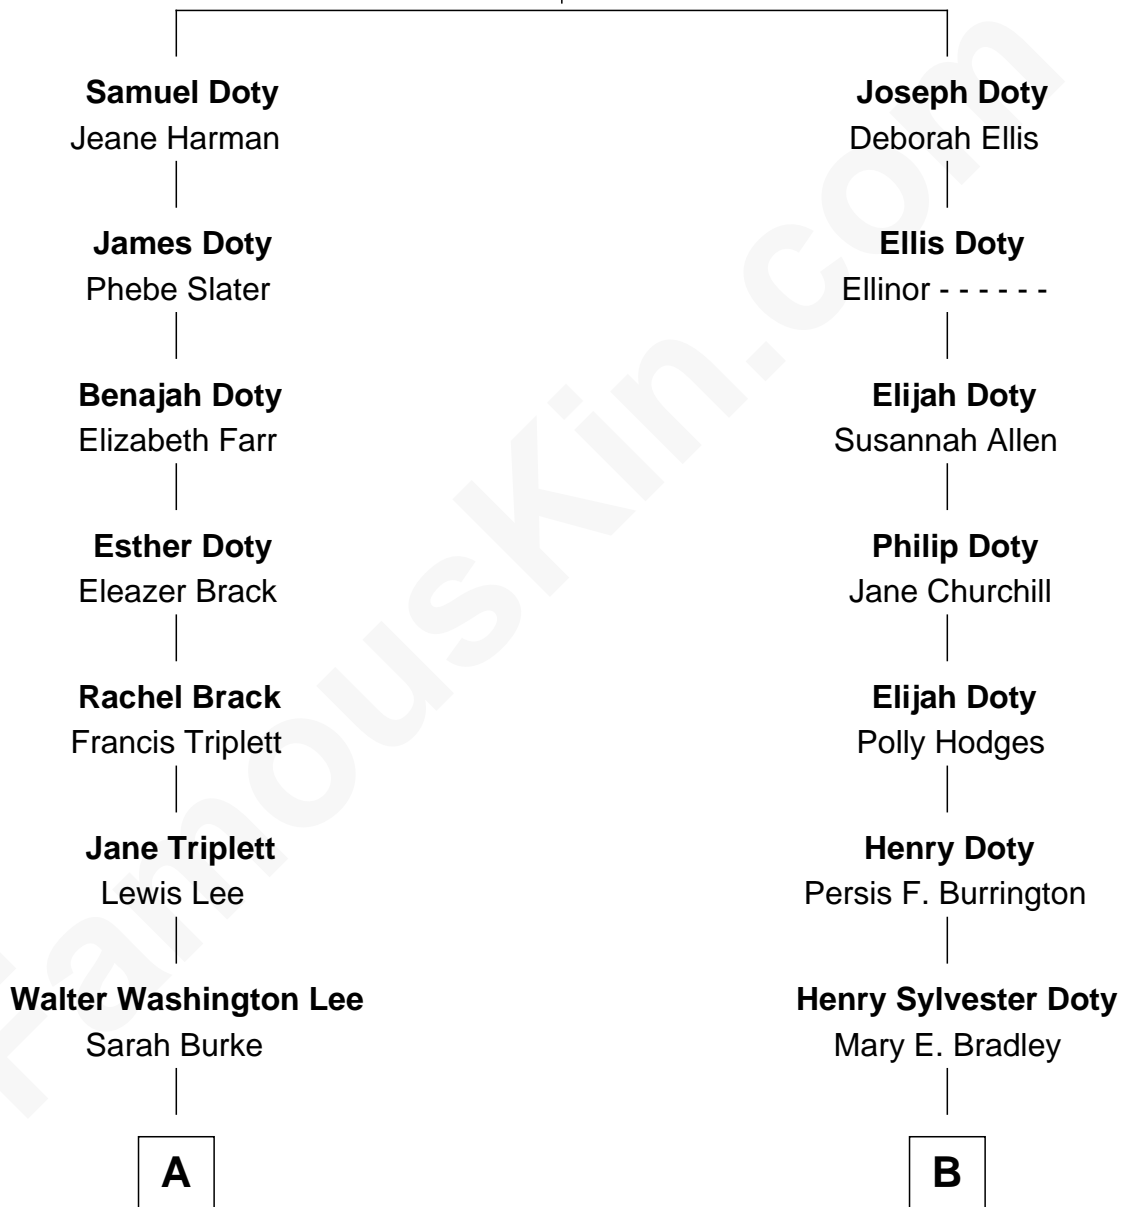 Samuel Doty
Jeane Harman
James Doty
Phebe Slater
Benajah Doty
Elizabeth Farr
Esther Doty
Eleazer Brack
Rachel Brack
Francis Triplett
Jane Triplett
Lewis Lee
Walter Washington Lee
Sarah Burke
A
Joseph Doty
Deborah Ellis
Ellis Doty
Ellinor - - - - - -
Elijah Doty
Susannah Allen
Philip Doty
Jane Churchill
Elijah Doty
Polly Hodges
Henry Doty
Persis F. Burrington
Henry Sylvester Doty
Mary E. Bradley
B
FamousKin.com